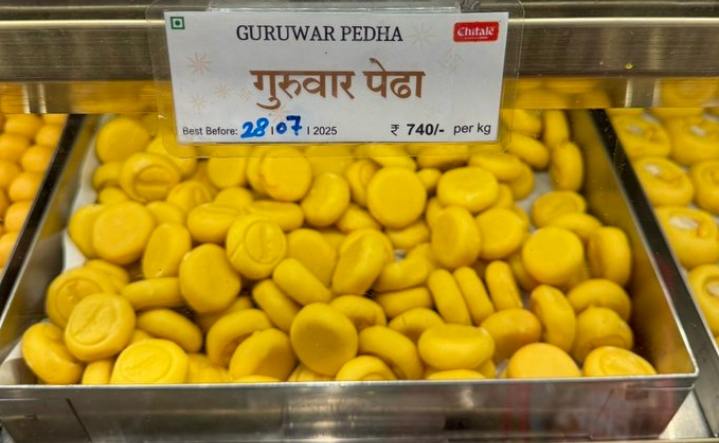 GURUWAR PEDHA
Chitale
गुरुवार पेढा
Best Before: 28 | 07 | 2025
₹ 740/- per kg